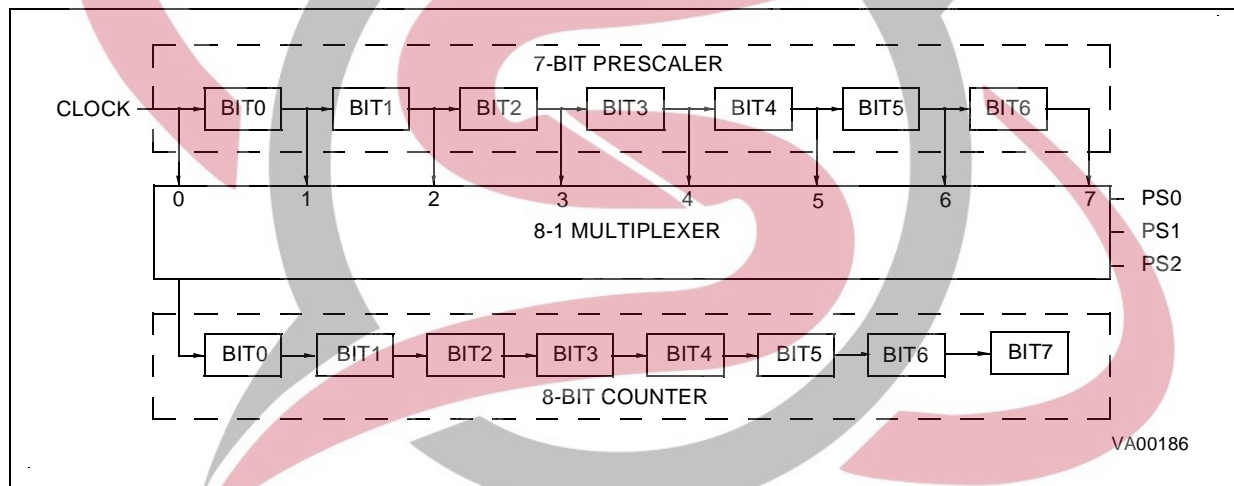 7-BIT PRESCALER
CLOCK BIT0 BIT1 BIT2 BIT3 BIT4 BIT5 BIT6
0 1 2 3 4 5 6 7
PS0
8-1 MULTIPLEXER PS1
PS2
BIT0 BIT1 BIT2 BIT3 BIT4 BIT5 BIT6 BIT7
8-BIT COUNTER
VA00186